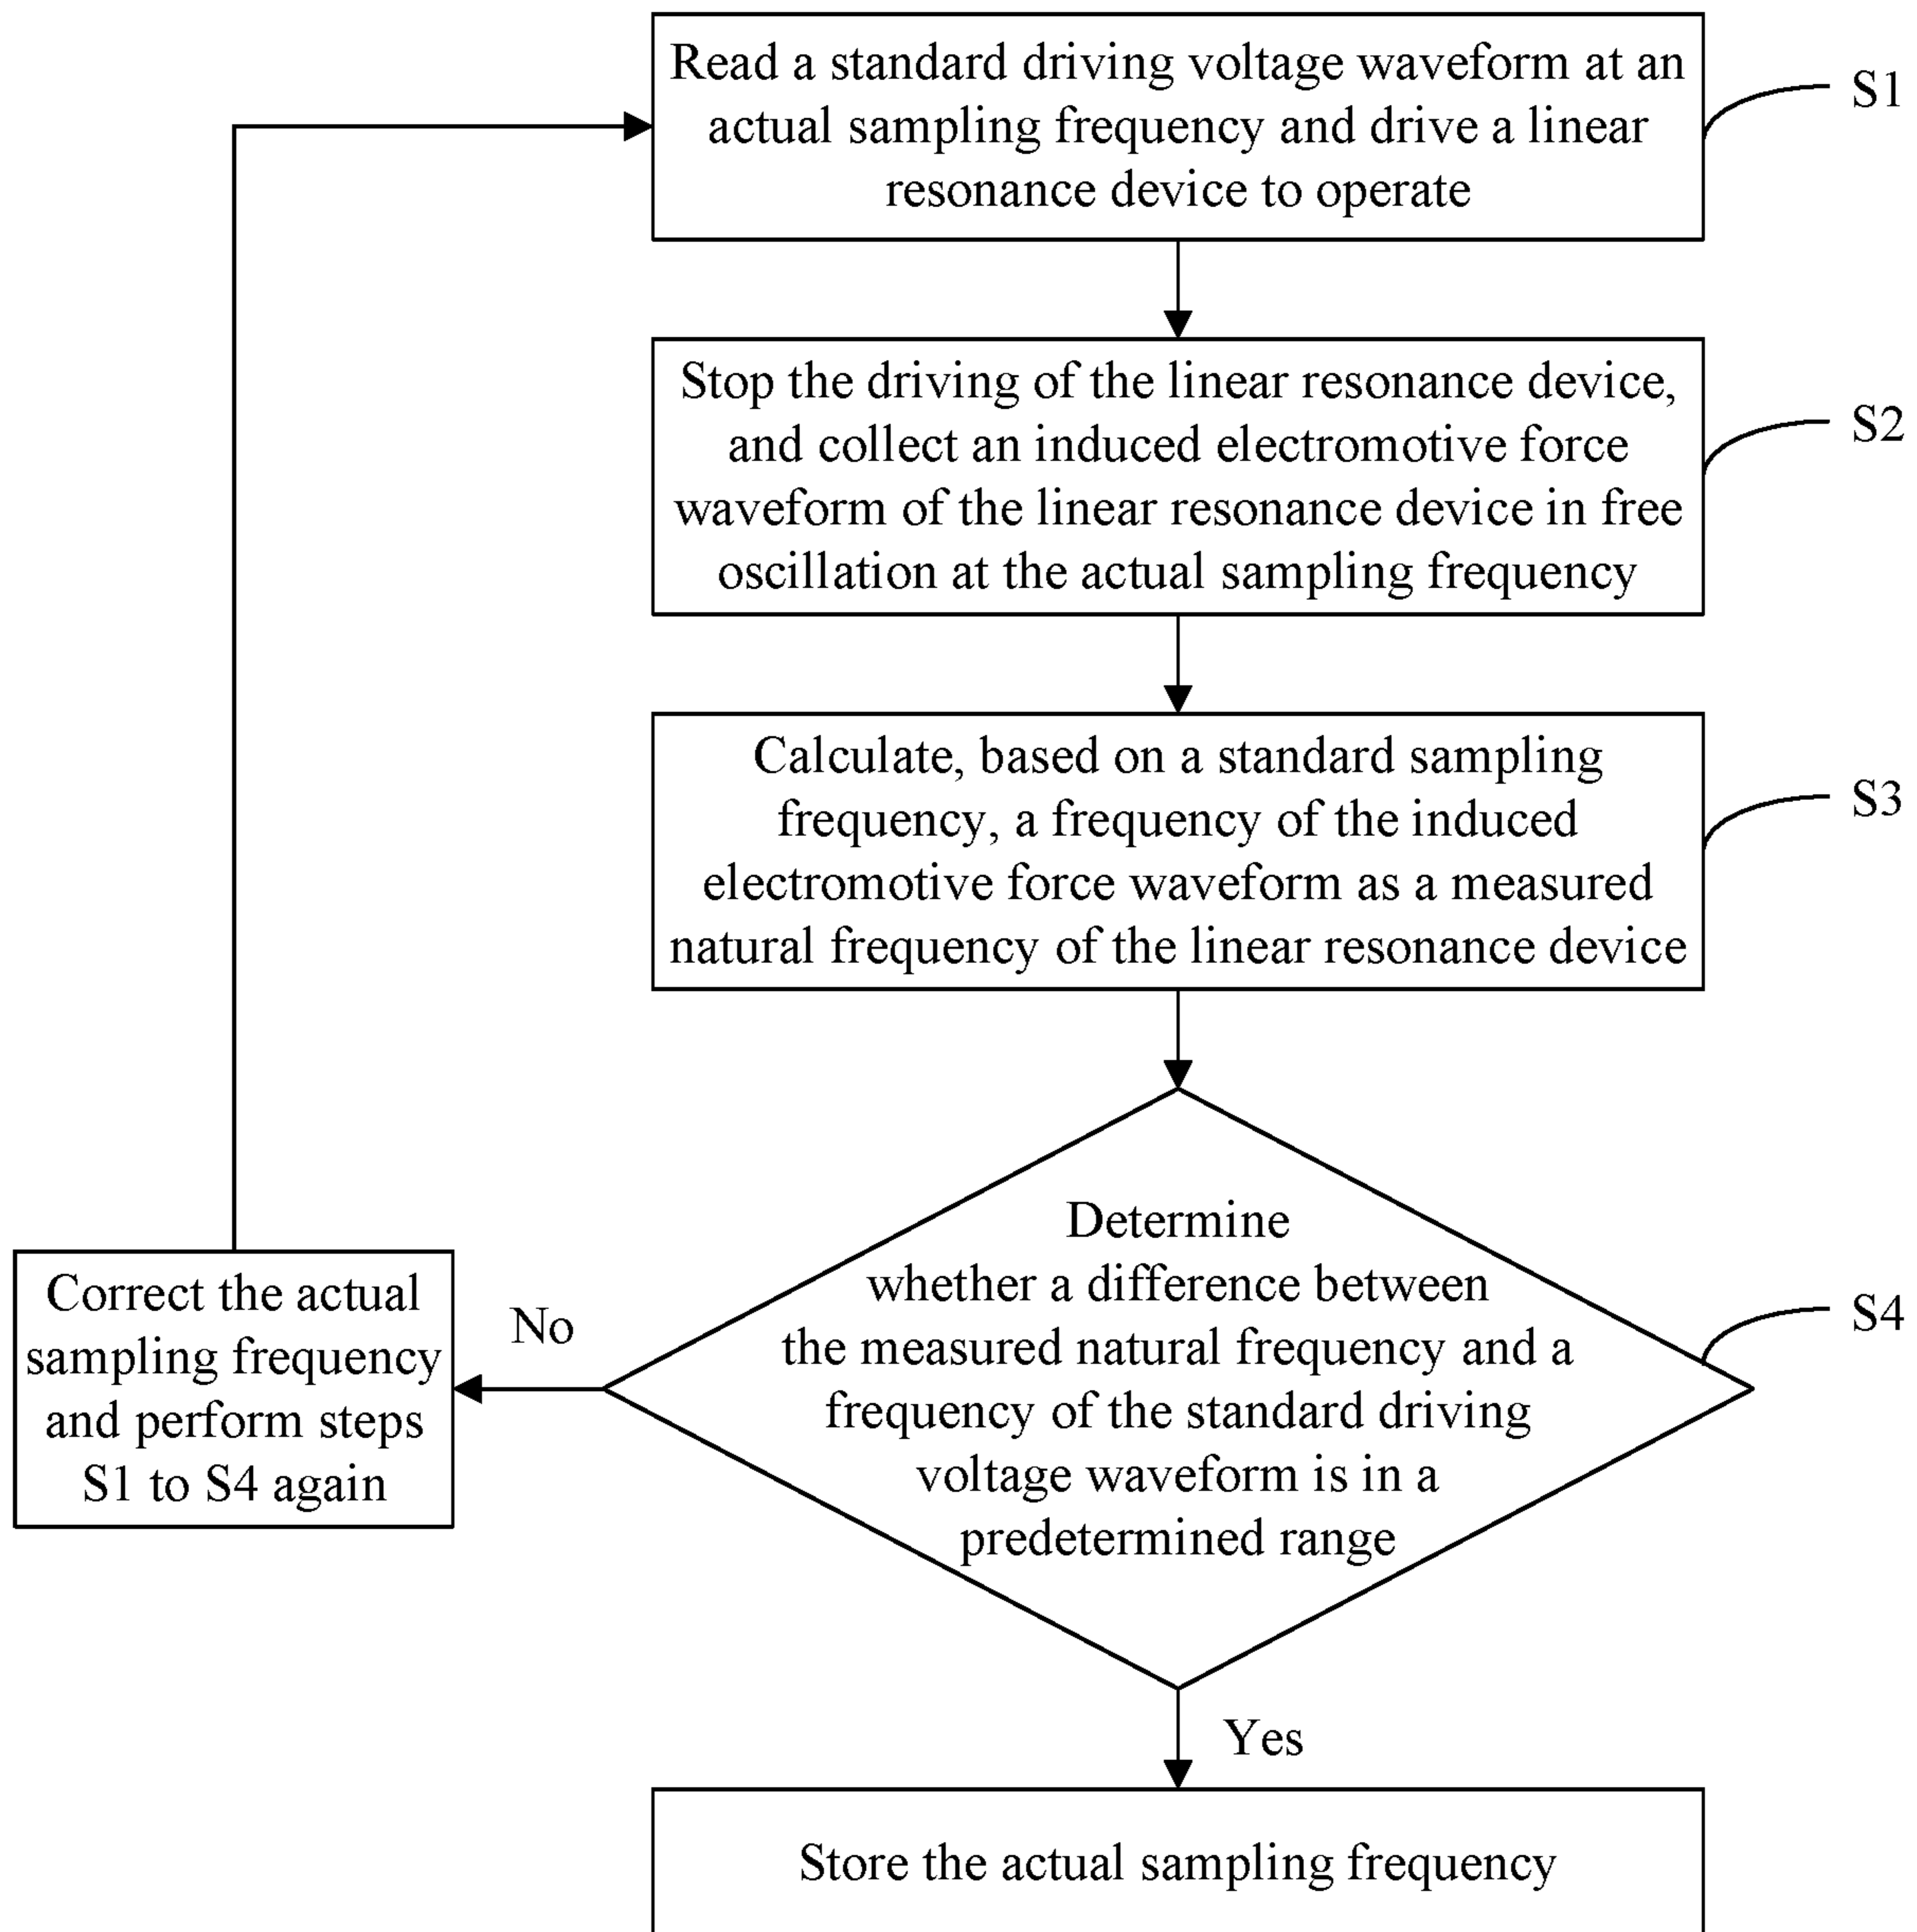 Read a standard driving voltage waveform at an
actual sampling frequency and drive a linear
resonance device to operate
S1
Stop the driving of the linear resonance device,
and collect an induced electromotive force
waveform of the linear resonance device in free
oscillation at the actual sampling frequency
S2
Calculate, based on a standard sampling
frequency, a frequency of the induced
electromotive force waveform as a measured
natural frequency of the linear resonance device
S3
Determine
whether a difference between
the measured natural frequency and a
frequency of the standard driving
voltage waveform is in a
predetermined range
S4
No
Correct the actual
sampling frequency
and perform steps
S1 to S4 again
Yes
Store the actual sampling frequency